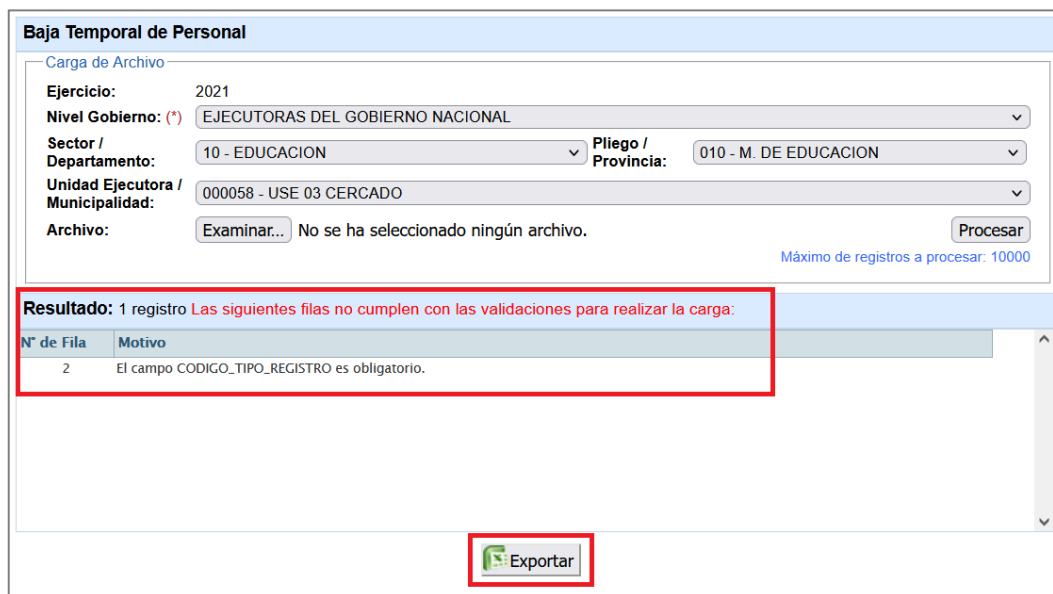 Baja Temporal de Personal
Carga de Archivo
Ejercicio: 2021
Nivel Gobierno: (*) EJECUTORAS DEL GOBIERNO NACIONAL
Sector / Departamento: 10 - EDUCACION Pliego / Provincia: 010 - M. DE EDUCACION
Unidad Ejecutora / Municipalidad: 000058 - USE 03 CERCADO
Archivo: Examinar... No se ha seleccionado ningún archivo. Procesar
Máximo de registros a procesar: 10000
Resultado: 1 registro Las siguientes filas no cumplen con las validaciones para realizar la carga:
N° de Fila Motivo
2 El campo CODIGO_TIPO_REGISTRO es obligatorio.
Exportar